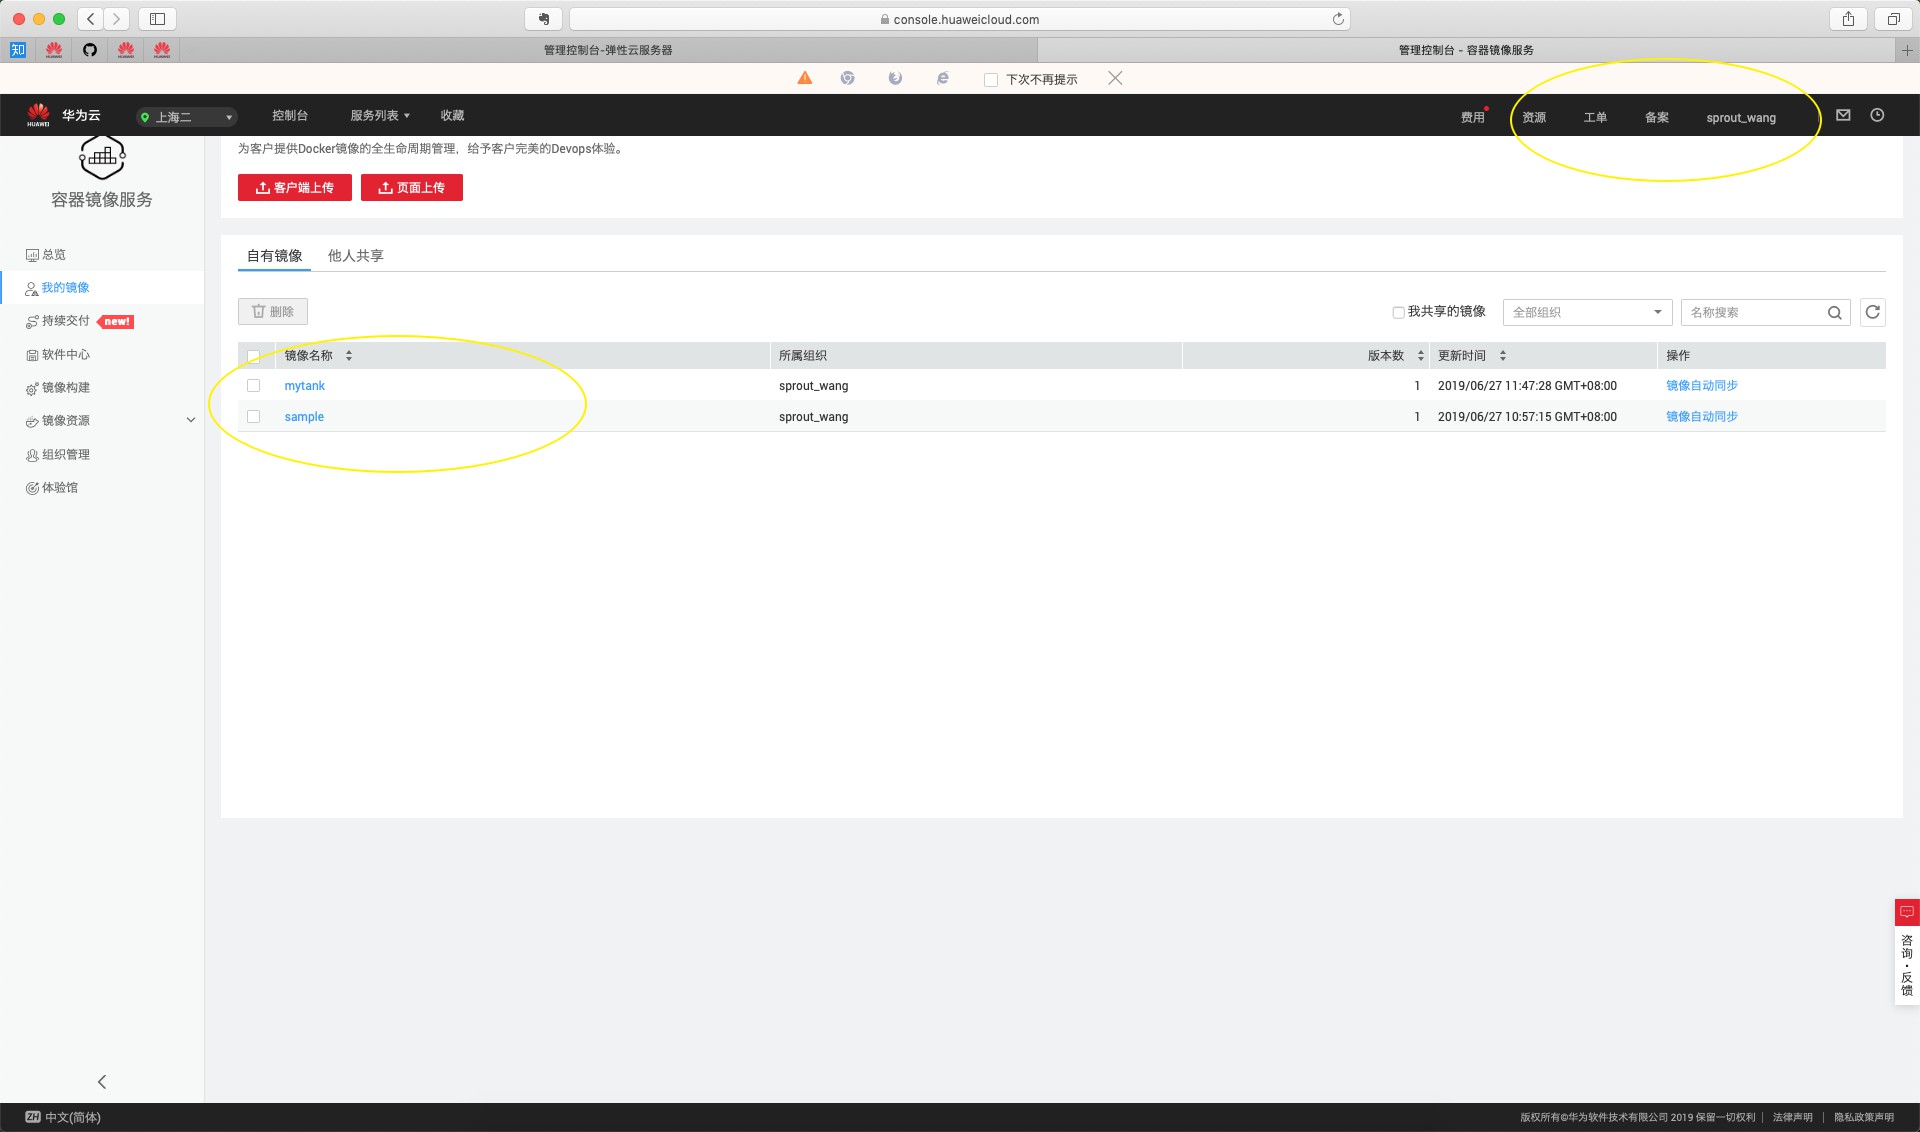 console.huaweicloud.com
知 HUAWEI HUAWEI HUAWEI 管理控制台-弹性云服务器 管理控制台 - 容器镜像服务
下次不再提示
HUAWEI 华为云 上海二 控制台 服务列表 收藏 费用 资源 工单 备案 sprout_wang
为客户提供Docker镜像的全生命周期管理，给予客户完美的Devops体验。
客户端上传 页面上传
容器镜像服务
总览
我的镜像
持续交付 new!
软件中心
镜像构建
镜像资源
组织管理
体验馆
自有镜像 他人共享
删除 我共享的镜像 全部组织 名称搜索
镜像名称 所属组织 版本数 更新时间 操作
mytank sprout_wang 1 2019/06/27 11:47:28 GMT+08:00 镜像自动同步
sample sprout_wang 1 2019/06/27 10:57:15 GMT+08:00 镜像自动同步
咨询·反馈
ZH 中文(简体) 版权所有©华为软件技术有限公司 2019 保留一切权利 法律声明 隐私政策声明